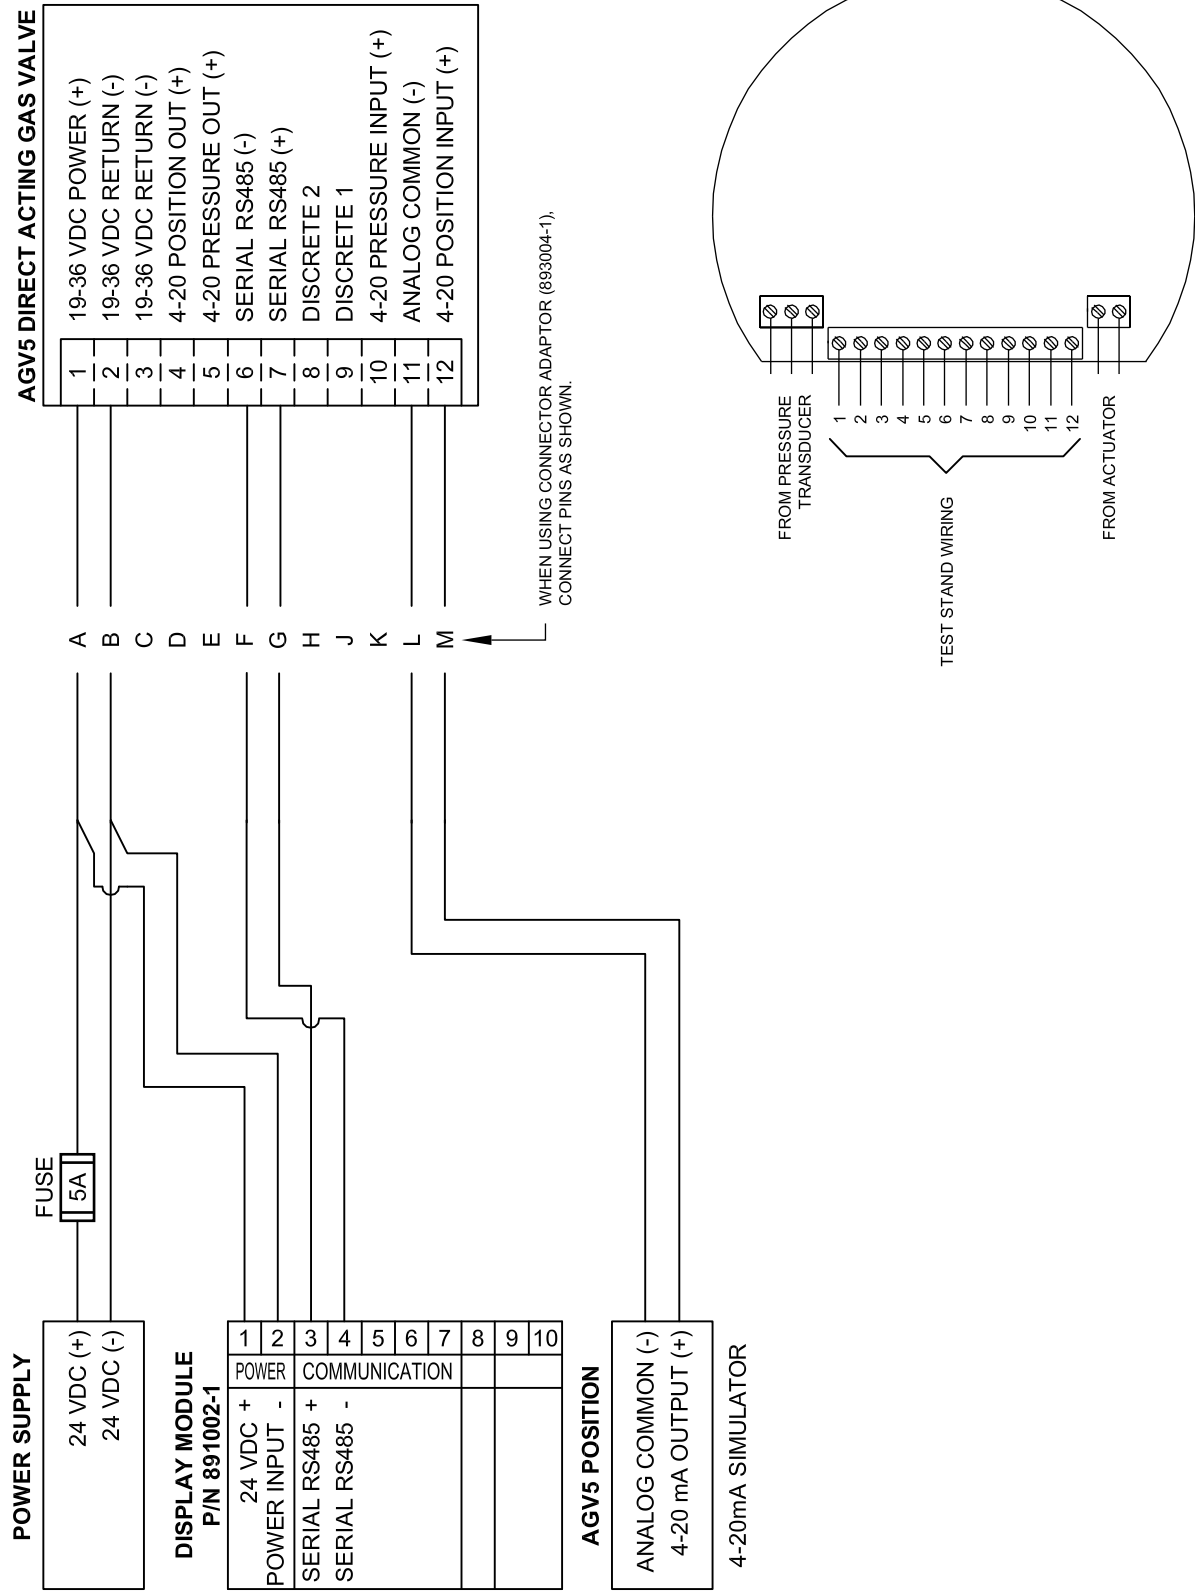 POWER SUPPLY
24 VDC (+)
24 VDC (-)
FUSE
5A
DISPLAY MODULE
P/N 891002-1
24 VDC +
POWER INPUT -
SERIAL RS485 +
SERIAL RS485 -
POWER
COMMUNICATION
1
2
3
4
5
6
7
8
9
10
AGV5 POSITION
ANALOG COMMON (-)
4-20 mA OUTPUT (+)
4-20mA SIMULATOR
A
B
C
D
E
F
G
H
J
K
L
M
WHEN USING CONNECTOR ADAPTOR (893004-1),
CONNECT PINS AS SHOWN.
AGV5 DIRECT ACTING GAS VALVE
1 19-36 VDC POWER (+)
2 19-36 VDC RETURN (-)
3 19-36 VDC RETURN (-)
4 4-20 POSITION OUT (+)
5 4-20 PRESSURE OUT (+)
6 SERIAL RS485 (-)
7 SERIAL RS485 (+)
8 DISCRETE 2
9 DISCRETE 1
10 4-20 PRESSURE INPUT (+)
11 ANALOG COMMON (-)
12 4-20 POSITION INPUT (+)
FROM PRESSURE
TRANSDUCER
1
2
3
4
5
6
7
8
9
10
11
12
TEST STAND WIRING
FROM ACTUATOR